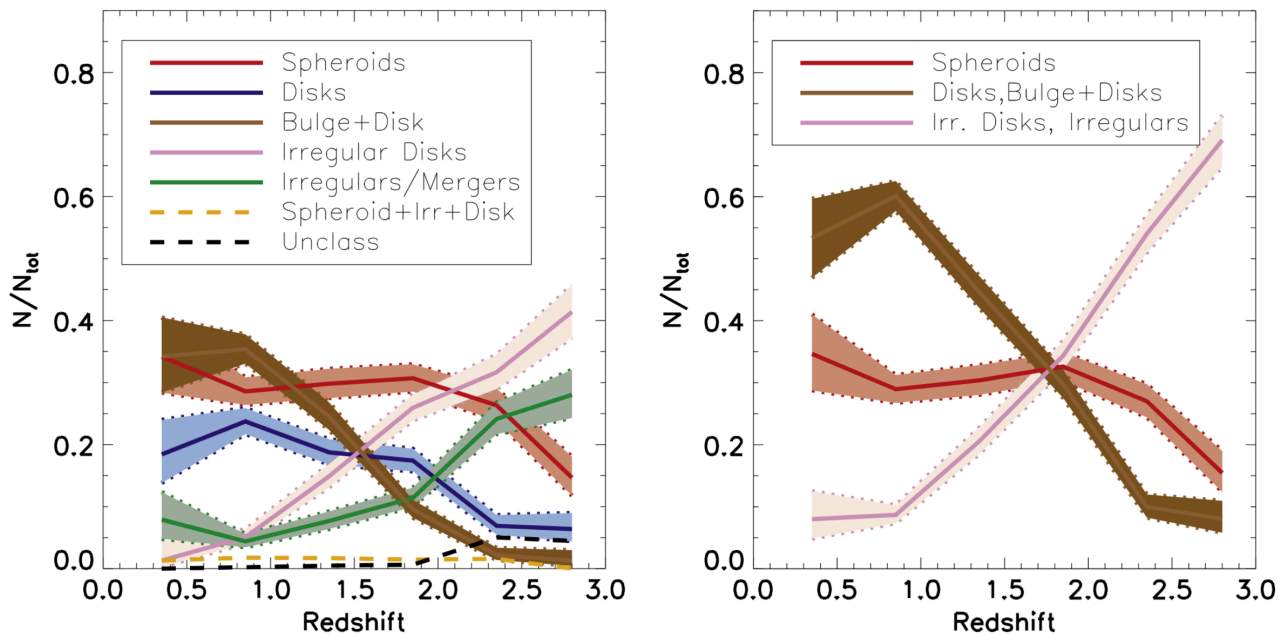 N/Ntot
0.8
0.6
0.4
0.2
0.0
Spheroids
Disks
Bulge+Disk
Irregular Disks
Irregulars/Mergers
Spheroid+Irr+Disk
Unclass
0.0 0.5 1.0 1.5 2.0 2.5 3.0
Redshift
N/Ntot
0.8
0.6
0.4
0.2
0.0
Spheroids
Disks,Bulge+Disks
Irr. Disks, Irregulars
0.0 0.5 1.0 1.5 2.0 2.5 3.0
Redshift